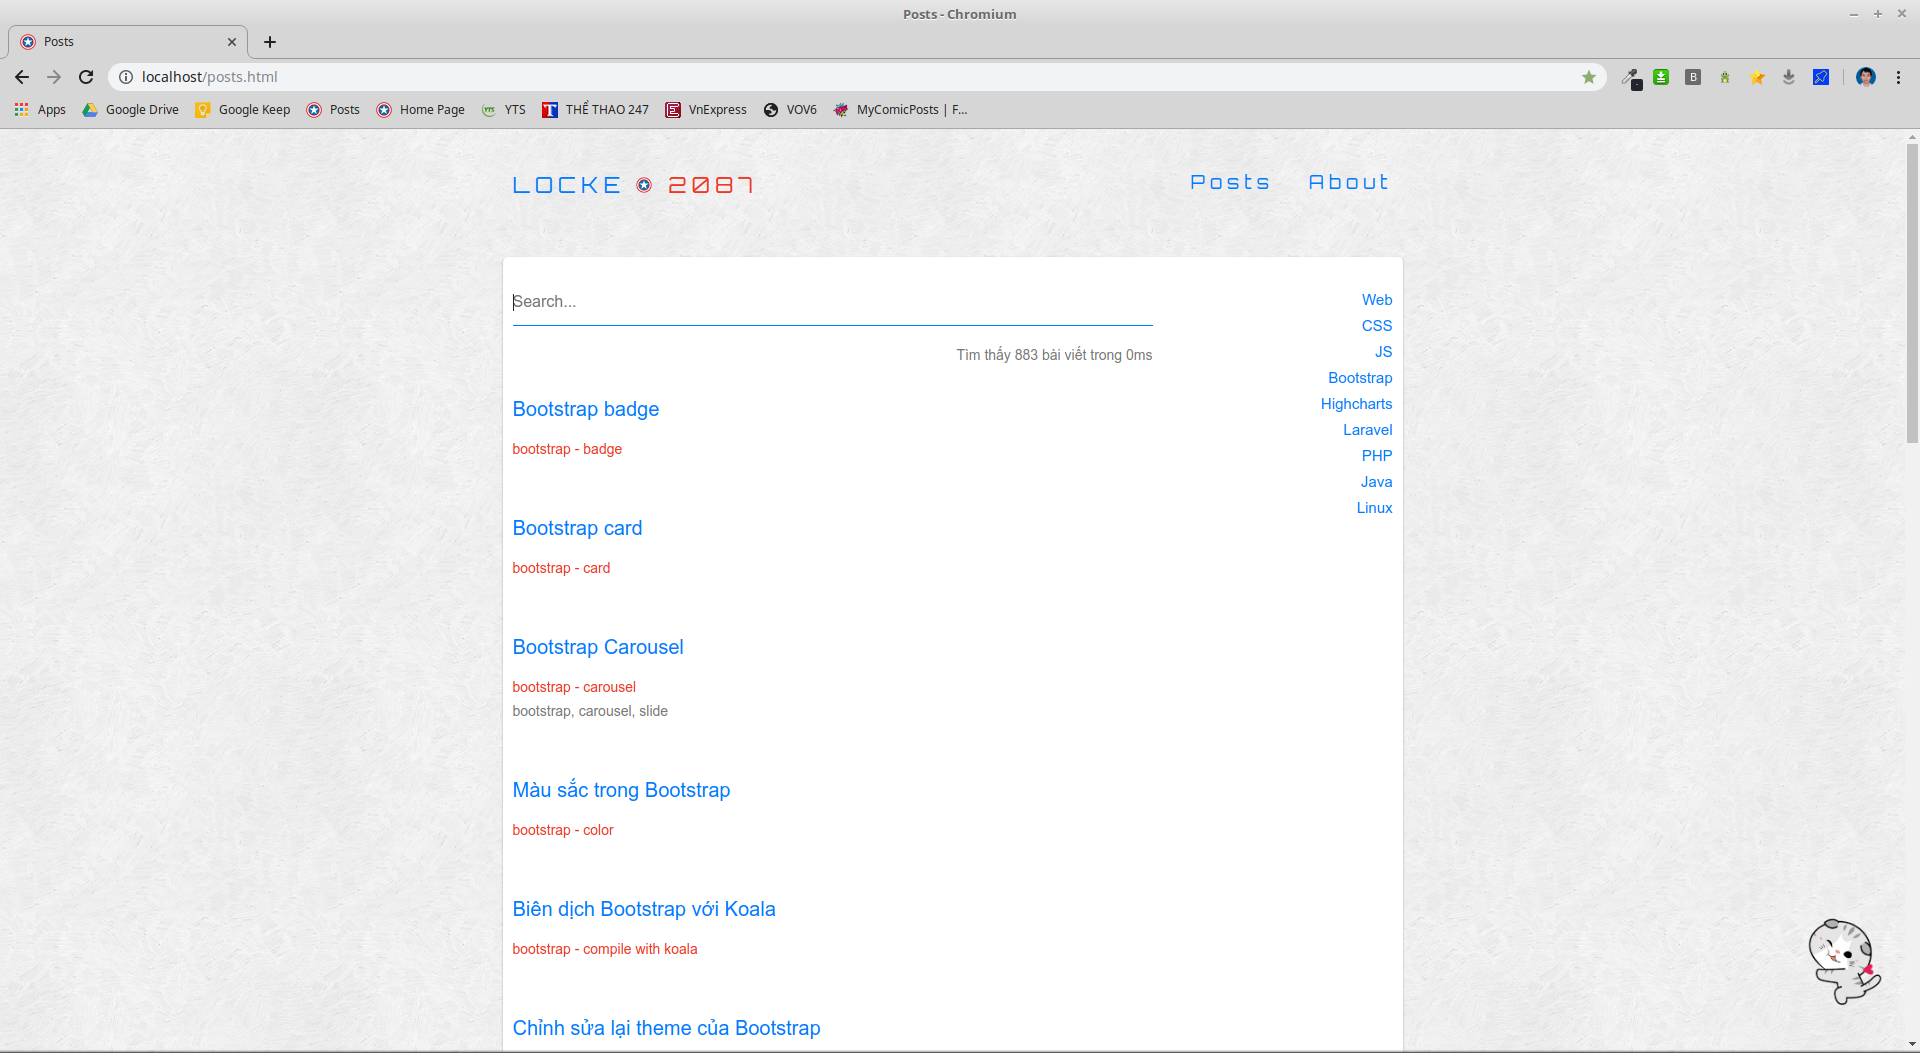 Posts - Chromium
Posts
localhost/posts.html
Apps Google Drive Google Keep Posts Home Page YTS THỂ THAO 247 VnExpress VOV6 MyComicPosts | F...
LOCKE 2087 Posts About
Search...
Tìm thấy 883 bài viết trong 0ms
Bootstrap badge
bootstrap - badge
Bootstrap card
bootstrap - card
Bootstrap Carousel
bootstrap - carousel
bootstrap, carousel, slide
Màu sắc trong Bootstrap
bootstrap - color
Biên dịch Bootstrap với Koala
bootstrap - compile with koala
Chỉnh sửa lại theme của Bootstrap
Web
CSS
JS
Bootstrap
Highcharts
Laravel
PHP
Java
Linux